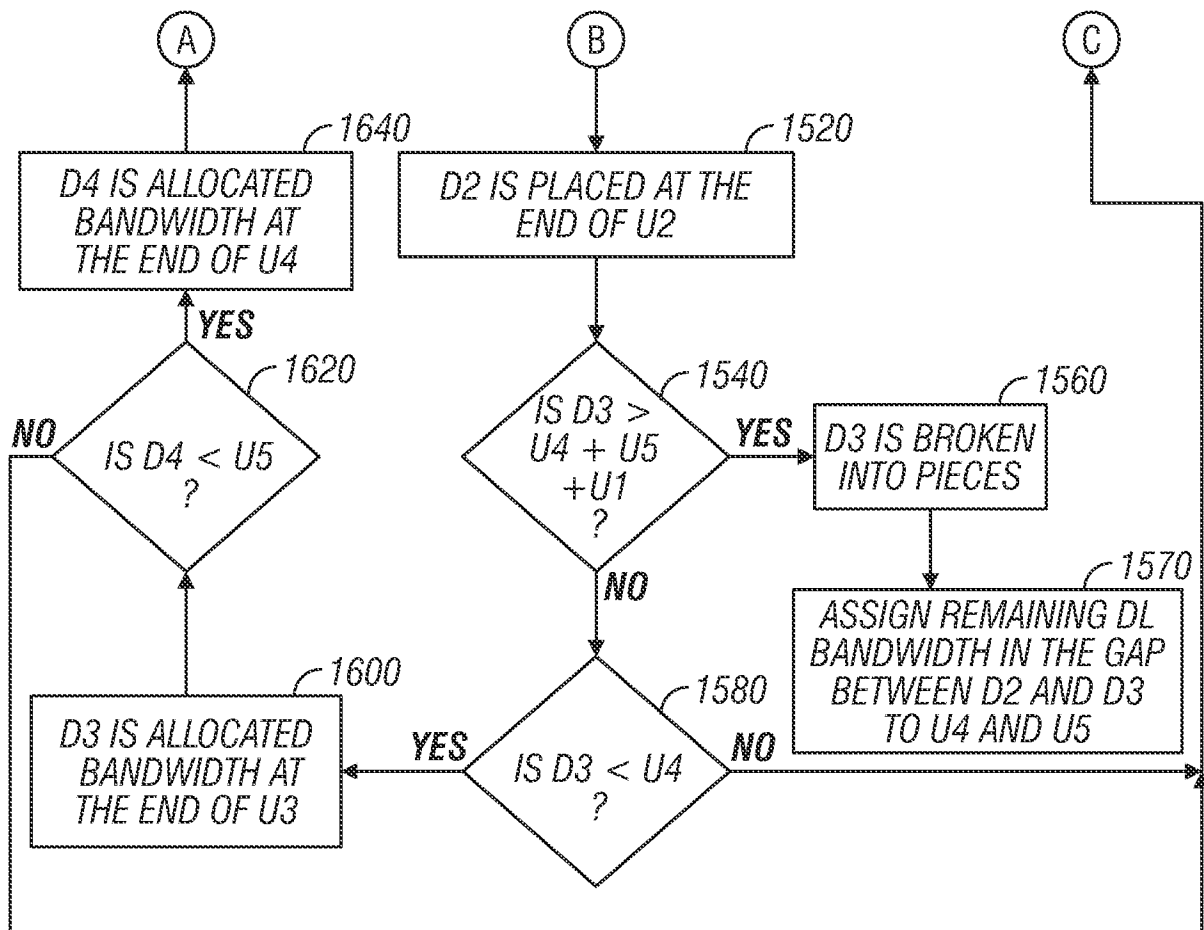 A
B
C
1640
D4 IS ALLOCATED
BANDWIDTH AT
THE END OF U4
1520
D2 IS PLACED AT THE
END OF U2
YES
1620
NO
IS D4 < U5
?
1540
IS D3 >
U4 + U5
+U1
?
YES
1560
D3 IS BROKEN
INTO PIECES
NO
1570
ASSIGN REMAINING DL
BANDWIDTH IN THE GAP
BETWEEN D2 AND D3
TO U4 AND U5
1600
D3 IS ALLOCATED
BANDWIDTH AT
THE END OF U3
YES
1580
IS D3 < U4
?
NO